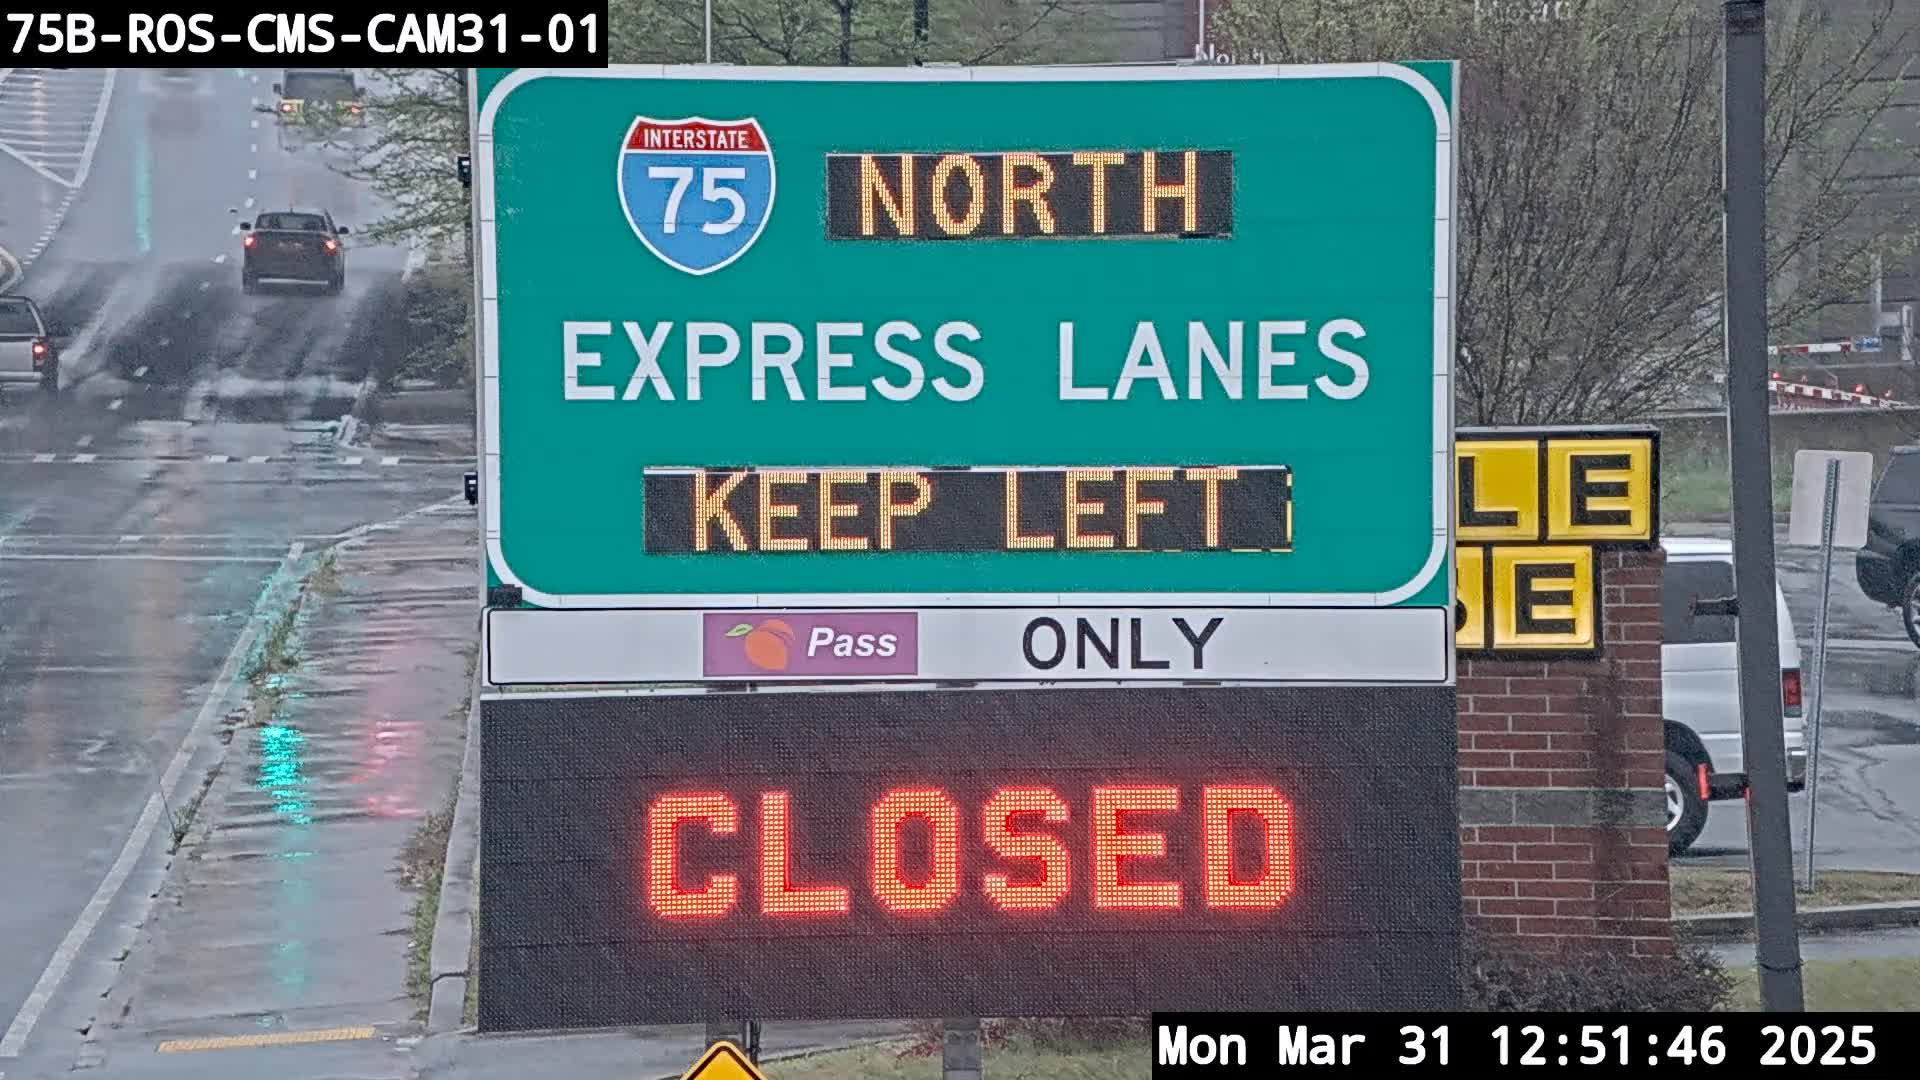 75B-ROS-CMS-CAM31-01
INTERSTATE
75
NORTH
EXPRESS LANES
KEEP LEFT
Pass ONLY
CLOSED
LE
E
Mon Mar 31 12:51:46 2025